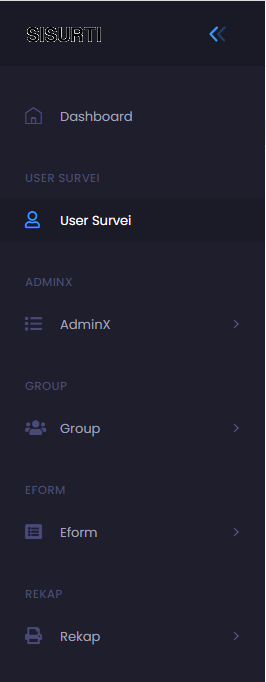 SISURTI
Dashboard
USER SURVEI
User Survei
ADMINX
AdminX
GROUP
Group
EFORM
Eform
REKAP
Rekap